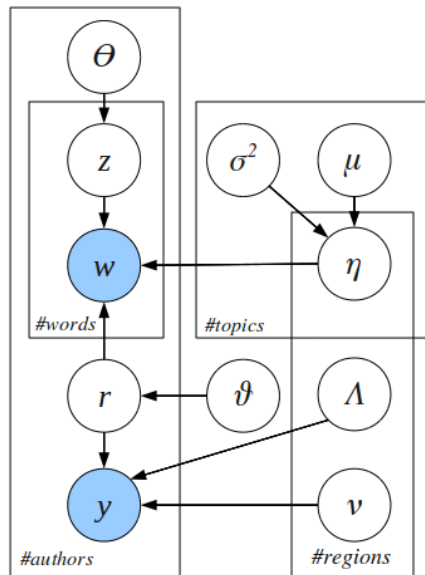 Θ
z σ² μ
w η
#words #topics
r ϑ Λ
y ν
#authors #regions